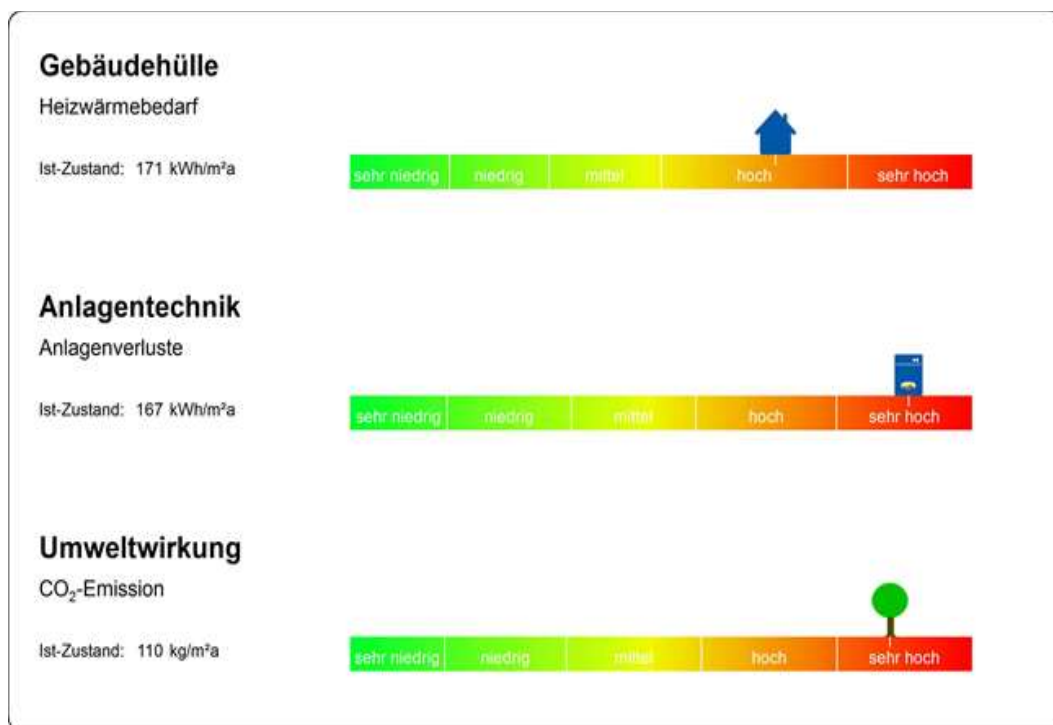 Gebäudehülle
Heizwärmebedarf
Ist-Zustand: 171 kWh/m²a
sehr niedrig niedrig mittel hoch sehr hoch
Anlagentechnik
Anlagenverluste
Ist-Zustand: 167 kWh/m²a
sehr niedrig niedrig mittel hoch sehr hoch
Umweltwirkung
CO₂-Emission
Ist-Zustand: 110 kg/m²a
sehr niedrig niedrig mittel hoch sehr hoch